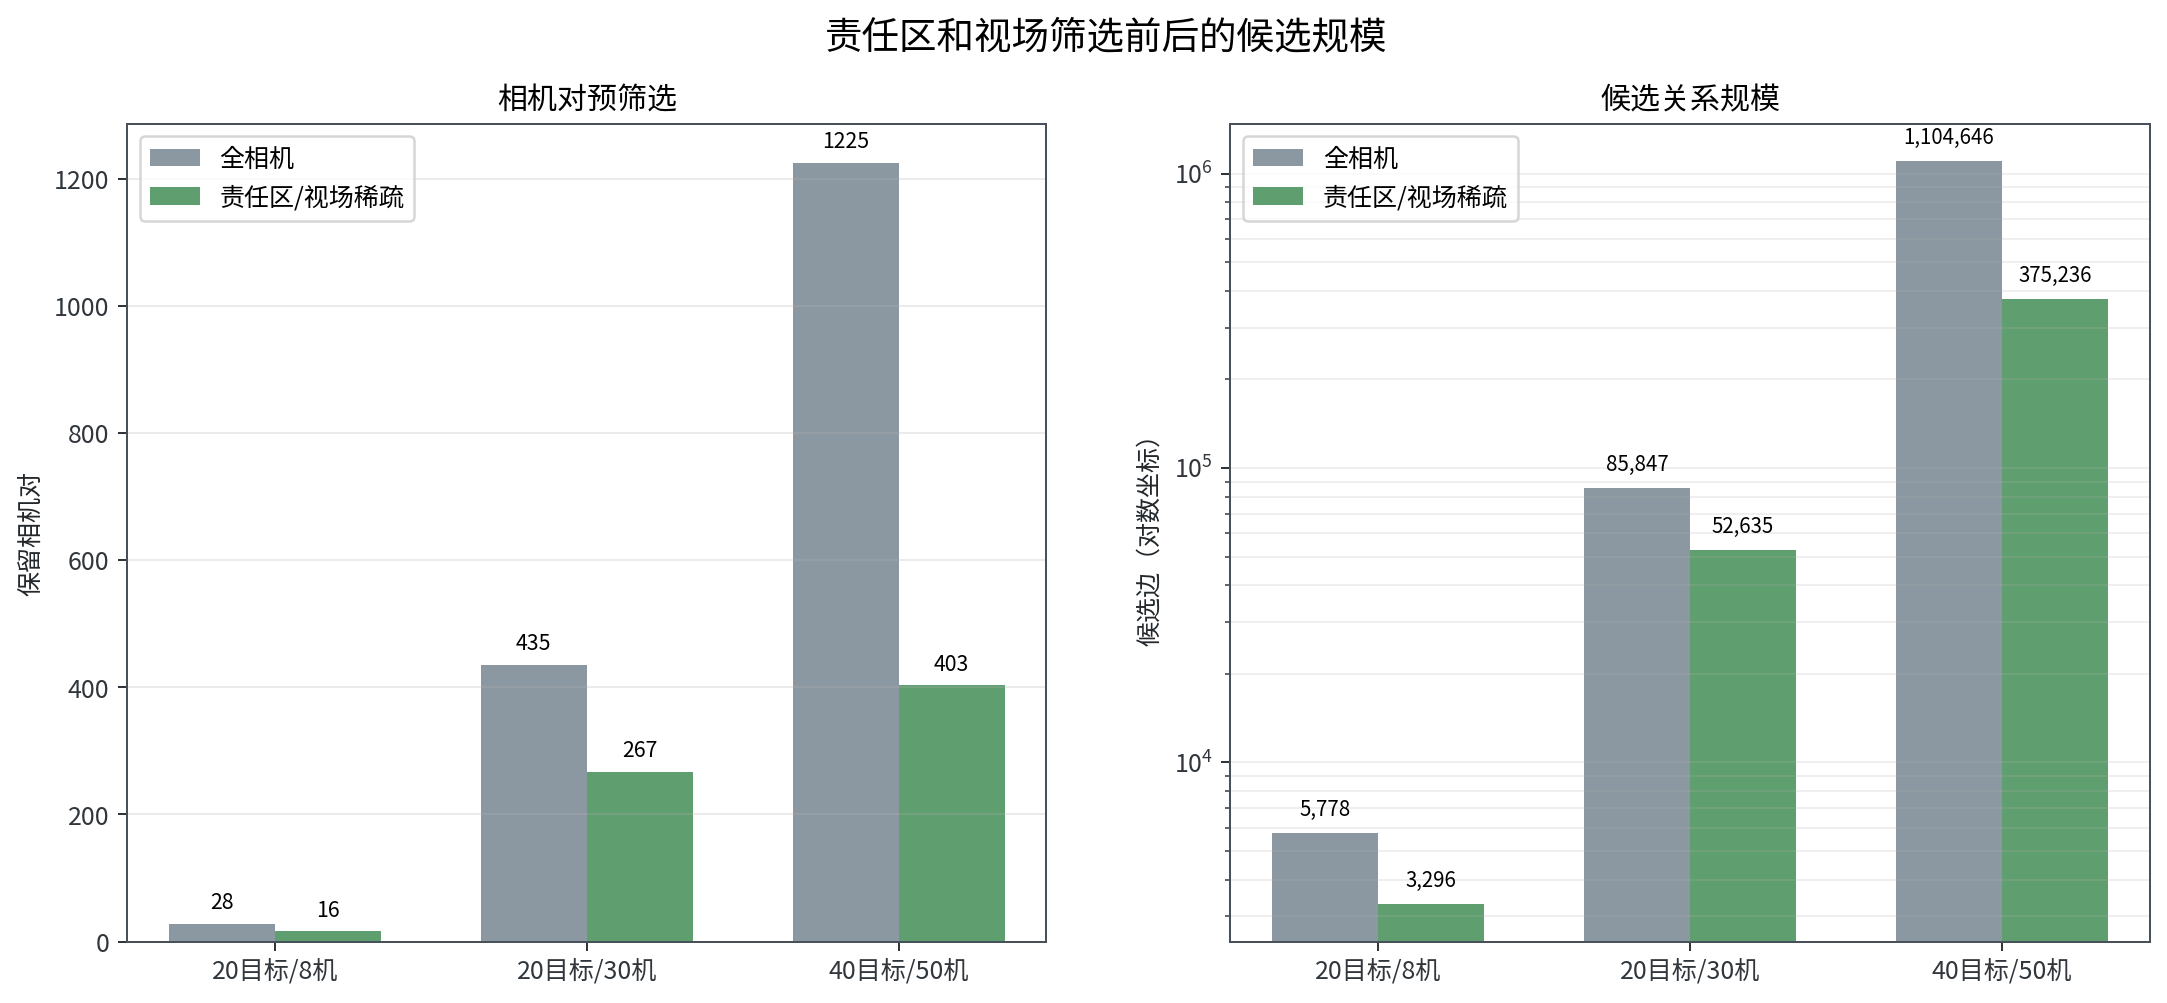 责任区和视场筛选前后的候选规模
相机对预筛选
全相机
责任区/视场稀疏
保留相机对
1200
1000
800
600
400
200
0
28
16
435
267
1225
403
20目标/8机
20目标/30机
40目标/50机
候选关系规模
全相机
责任区/视场稀疏
候选边（对数坐标）
10⁶
10⁵
10⁴
5,778
3,296
85,847
52,635
1,104,646
375,236
20目标/8机
20目标/30机
40目标/50机